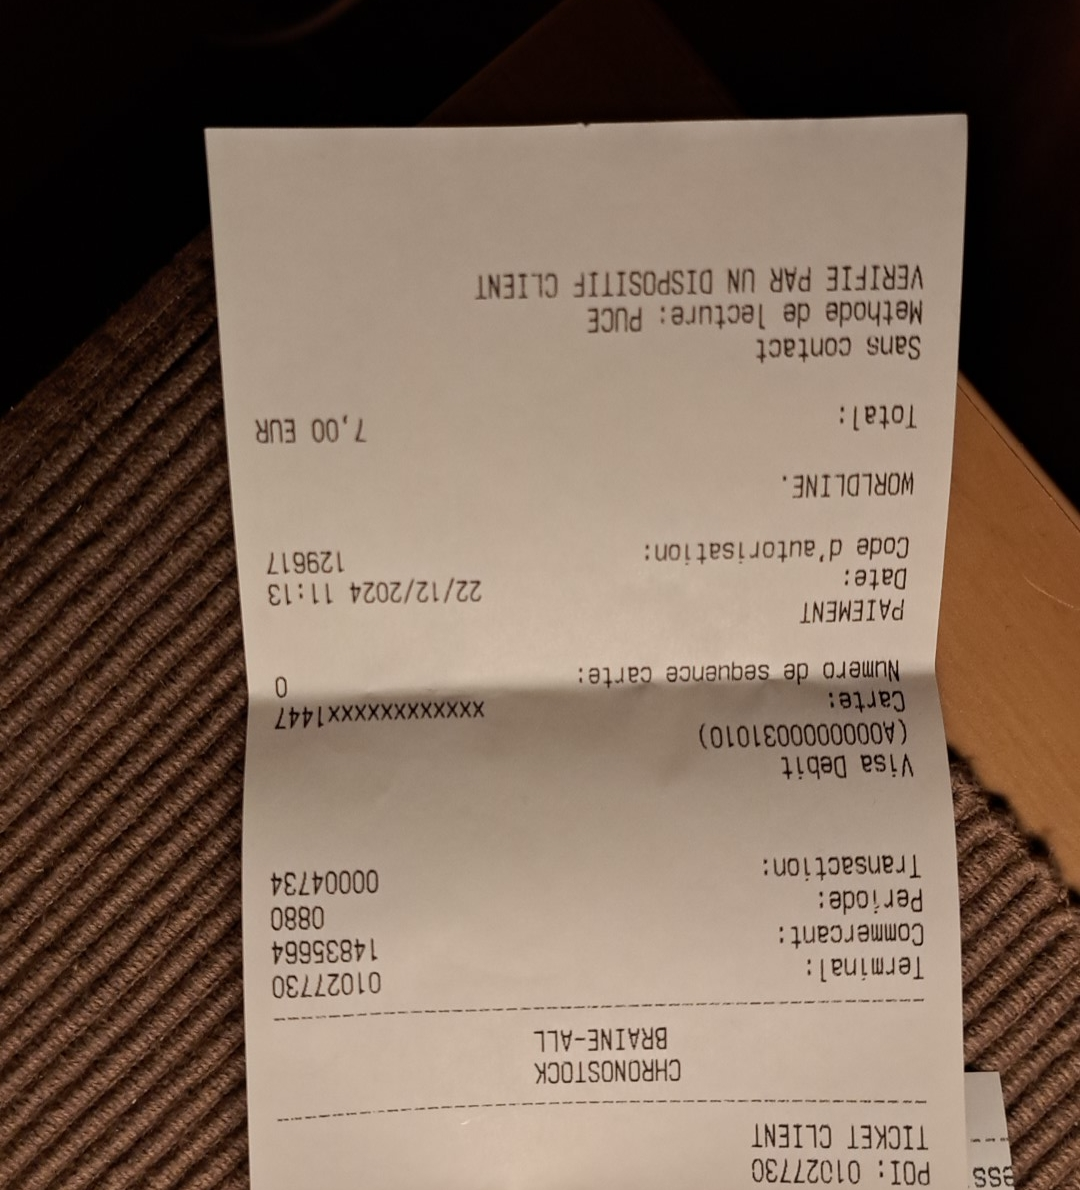 POI: 01027730
TICKET CLIENT
CHRONOSTOCK
BRAINE-ALL
Terminal: 01027730
Commercant: 14835664
Periode: 0880
Transaction: 00004734
Visa Debit
(A0000000031010)
Carte: xxxxxxxxxxxx1447
Numero de sequence carte: 0
PAIEMENT
Date: 22/12/2024 11:13
Code d'autorisation: 129617
WORLDLINE.
Total: 7,00 EUR
Sans contact
Methode de lecture: PUCE
VERIFIE PAR UN DISPOSITIF CLIENT